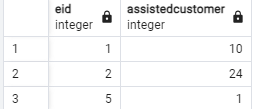 eid
integer
assistedcustomer
integer
1 1 10
2 2 24
3 5 1